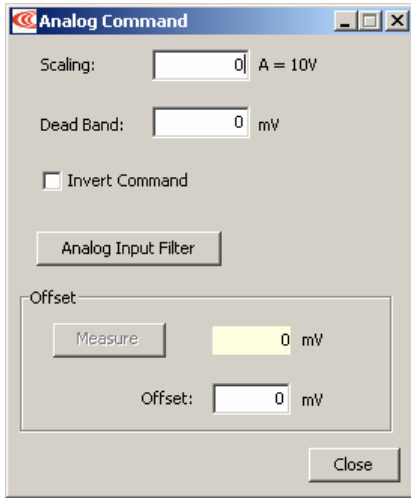 Analog Command
Scaling: 0 A = 10V
Dead Band: 0 mV
Invert Command
Analog Input Filter
Offset
Measure 0 mV
Offset: 0 mV
Close